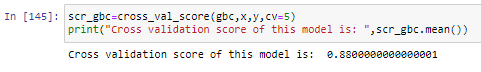 In [145]: scr_gbc=cross_val_score(gbc,x,y,cv=5)
print("Cross validation score of this model is: ",scr_gbc.mean())
Cross validation score of this model is:  0.8800000000000001